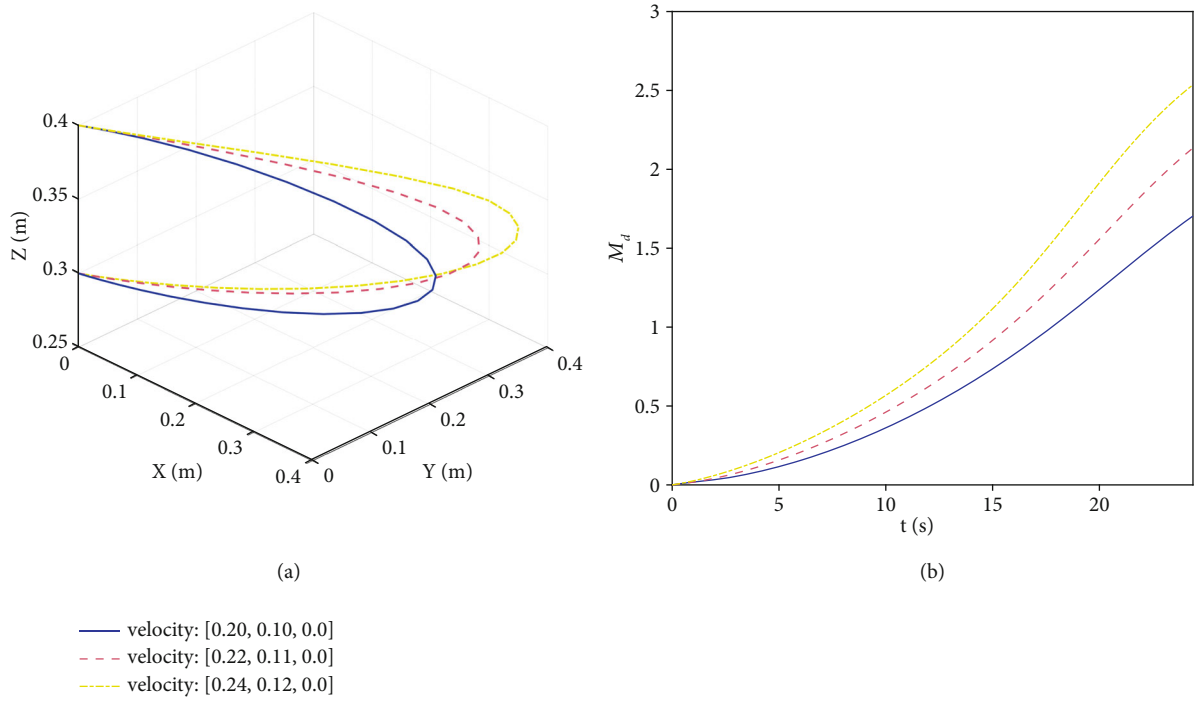 0.4
0.35
0.3
0.25
Z (m)
0
0.1
0.2
0.3
0.4
X (m)
0
0.1
0.2
0.3
0.4
Y (m)
(a)
3
2.5
2
1.5
1
0.5
0
M_d
0
5
10
15
20
t (s)
(b)
velocity: [0.20, 0.10, 0.0]
velocity: [0.22, 0.11, 0.0]
velocity: [0.24, 0.12, 0.0]